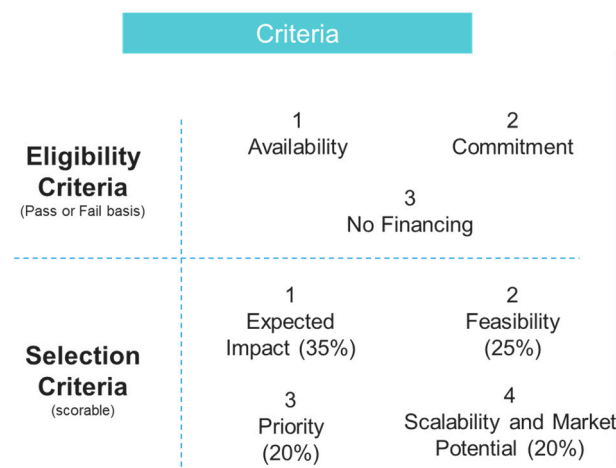 Criteria
Eligibility
Criteria
(Pass or Fail basis)
1
Availability
2
Commitment
3
No Financing
Selection
Criteria
(scorable)
1
Expected
Impact (35%)
2
Feasibility
(25%)
3
Priority
(20%)
4
Scalability and Market
Potential (20%)